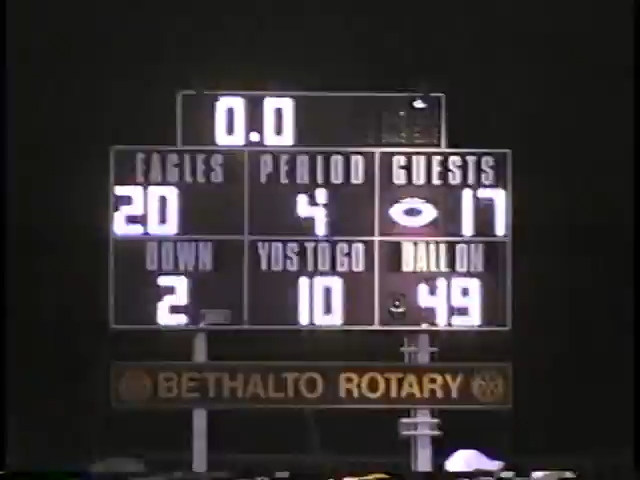 0.0
EAGLES PERIOD GUESTS
20 4 17
DOWN YDS TO GO BALL ON
2 10 49
BETHALTO ROTARY